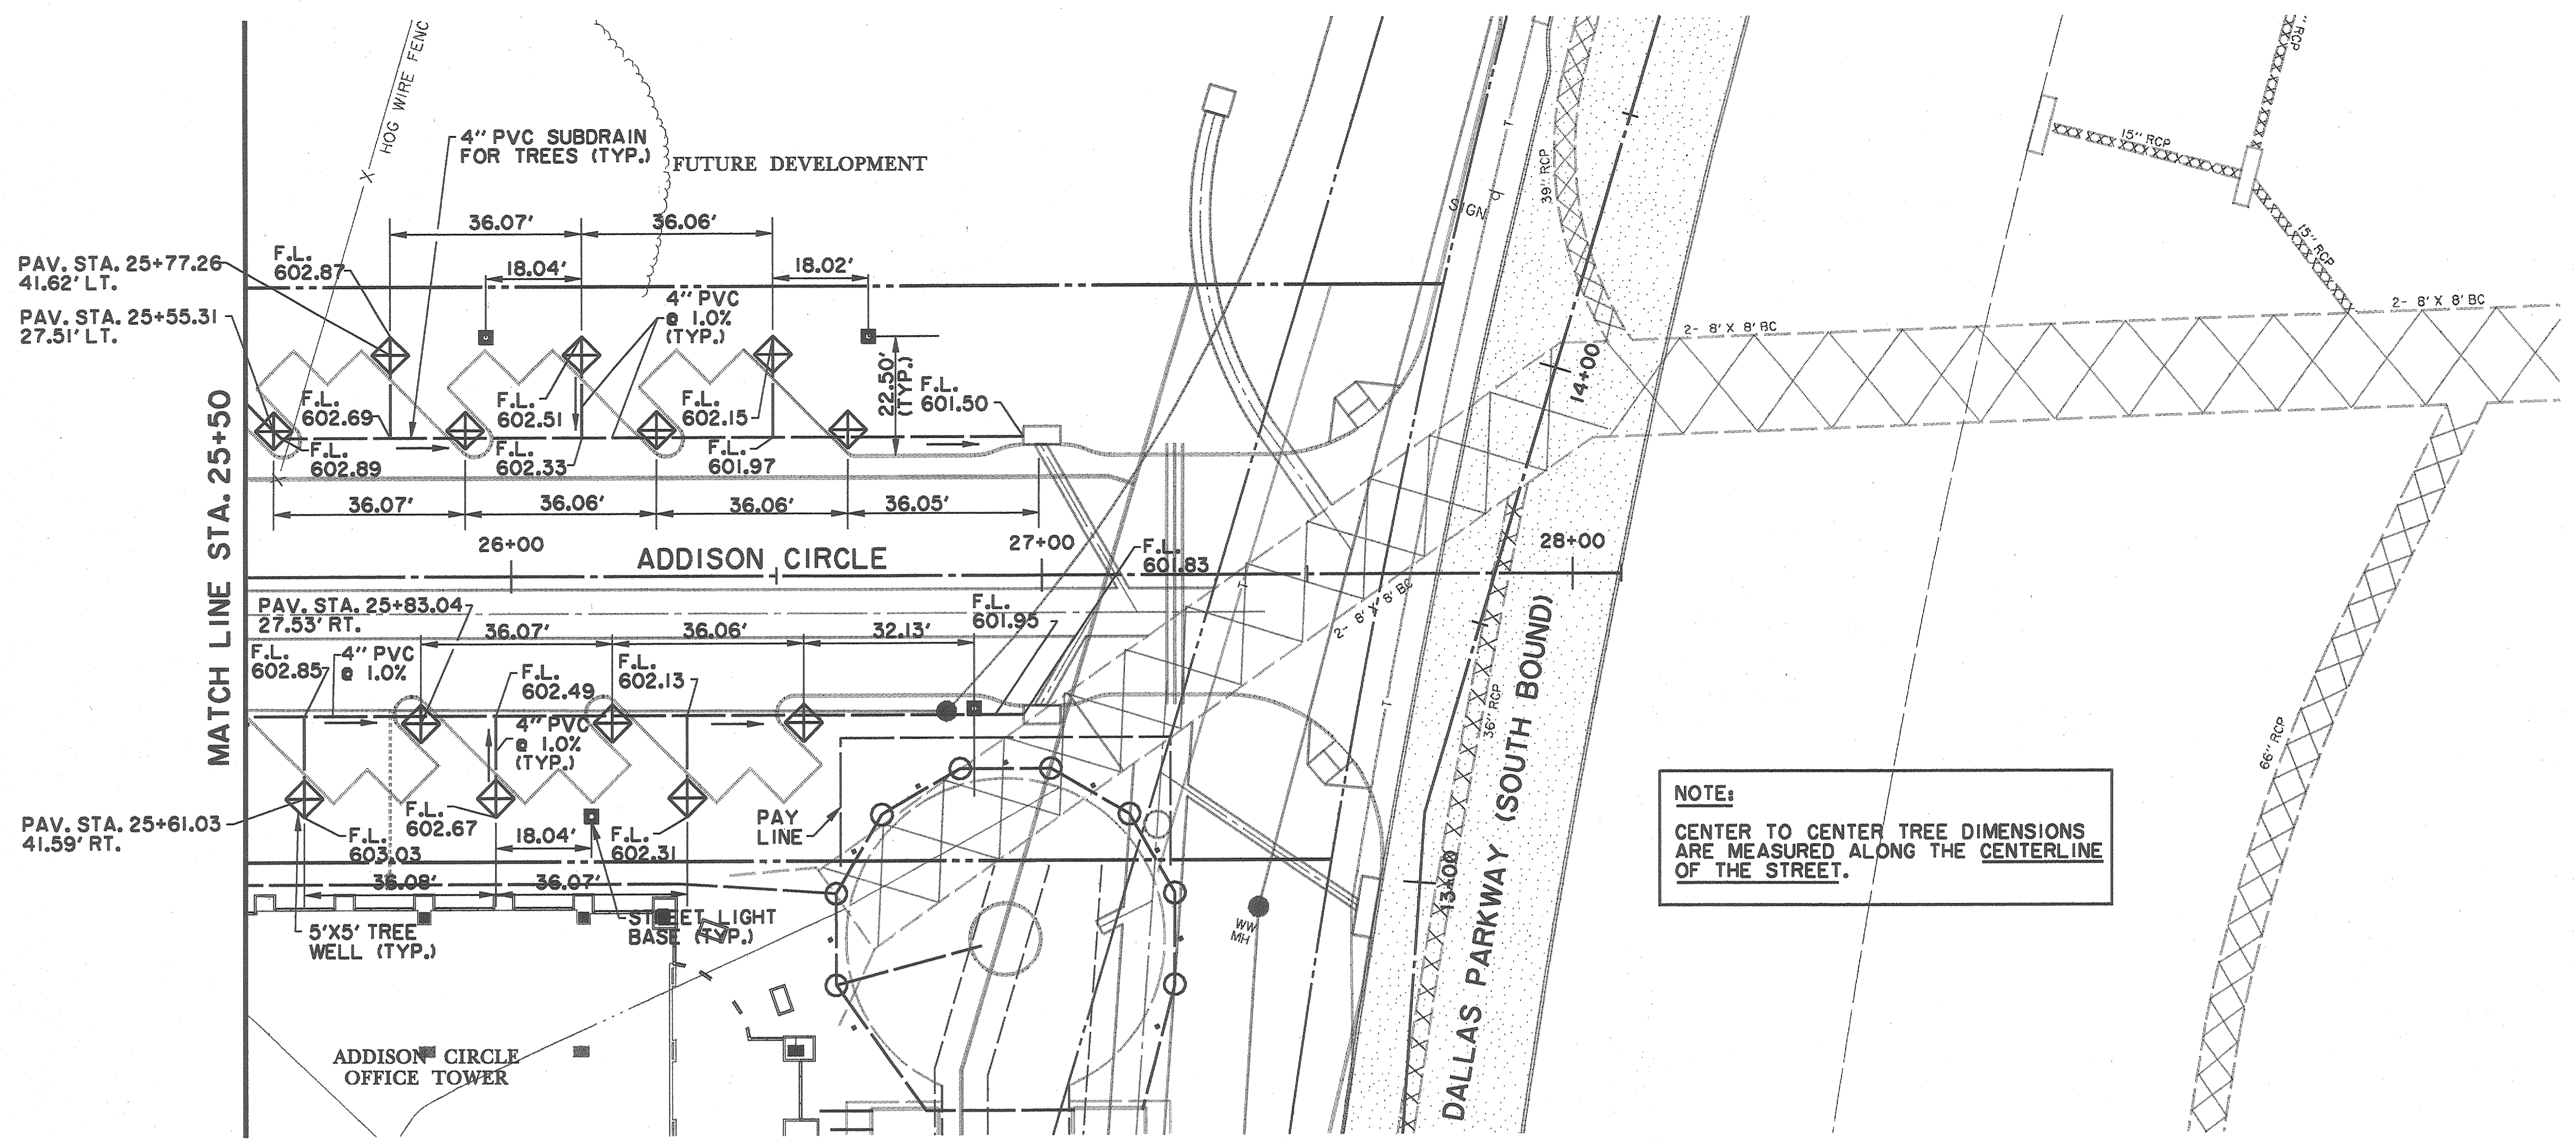 HOG WIRE FENC
4" PVC SUBDRAIN
FOR TREES (TYP.)
FUTURE DEVELOPMENT
36.07'
36.06'
PAV. STA. 25+77.26
41.62' LT.
F.L.
602.87
18.04'
18.02'
4" PVC
@ 1.0%
(TYP.)
PAV. STA. 25+55.31
27.51' LT.
22.50'
(TYP.)
F.L.
601.50
F.L.
602.69
F.L.
602.51
F.L.
602.15
F.L.
602.89
F.L.
602.33
F.L.
601.97
36.07'
36.06'
36.06'
36.05'
MATCH LINE STA. 25+50
26+00
27+00
28+00
ADDISON CIRCLE
F.L.
601.83
PAV. STA. 25+83.04
27.53' RT.
F.L.
601.95
36.07'
36.06'
32.13'
F.L.
602.85
4" PVC
@ 1.0%
F.L.
602.49
F.L.
602.13
4" PVC
@ 1.0%
(TYP.)
PAV. STA. 25+61.03
41.59' RT.
F.L.
603.03
F.L.
602.67
18.04'
F.L.
602.31
PAY
LINE
36.08'
36.07'
5'X5' TREE
WELL (TYP.)
STREET LIGHT
BASE (TYP.)
ADDISON CIRCLE
OFFICE TOWER
WW
MH
SIGN
T
T
T
39" RCP
14+00
2- 8' X 8' BC
36" RCP
13+00
DALLAS PARKWAY (SOUTH BOUND)
2- 8' X 8' BC
2- 8' X 8' BC
15" RCP
15" RCP
" RCP
66" RCP
NOTE:
CENTER TO CENTER TREE DIMENSIONS
ARE MEASURED ALONG THE CENTERLINE
OF THE STREET.